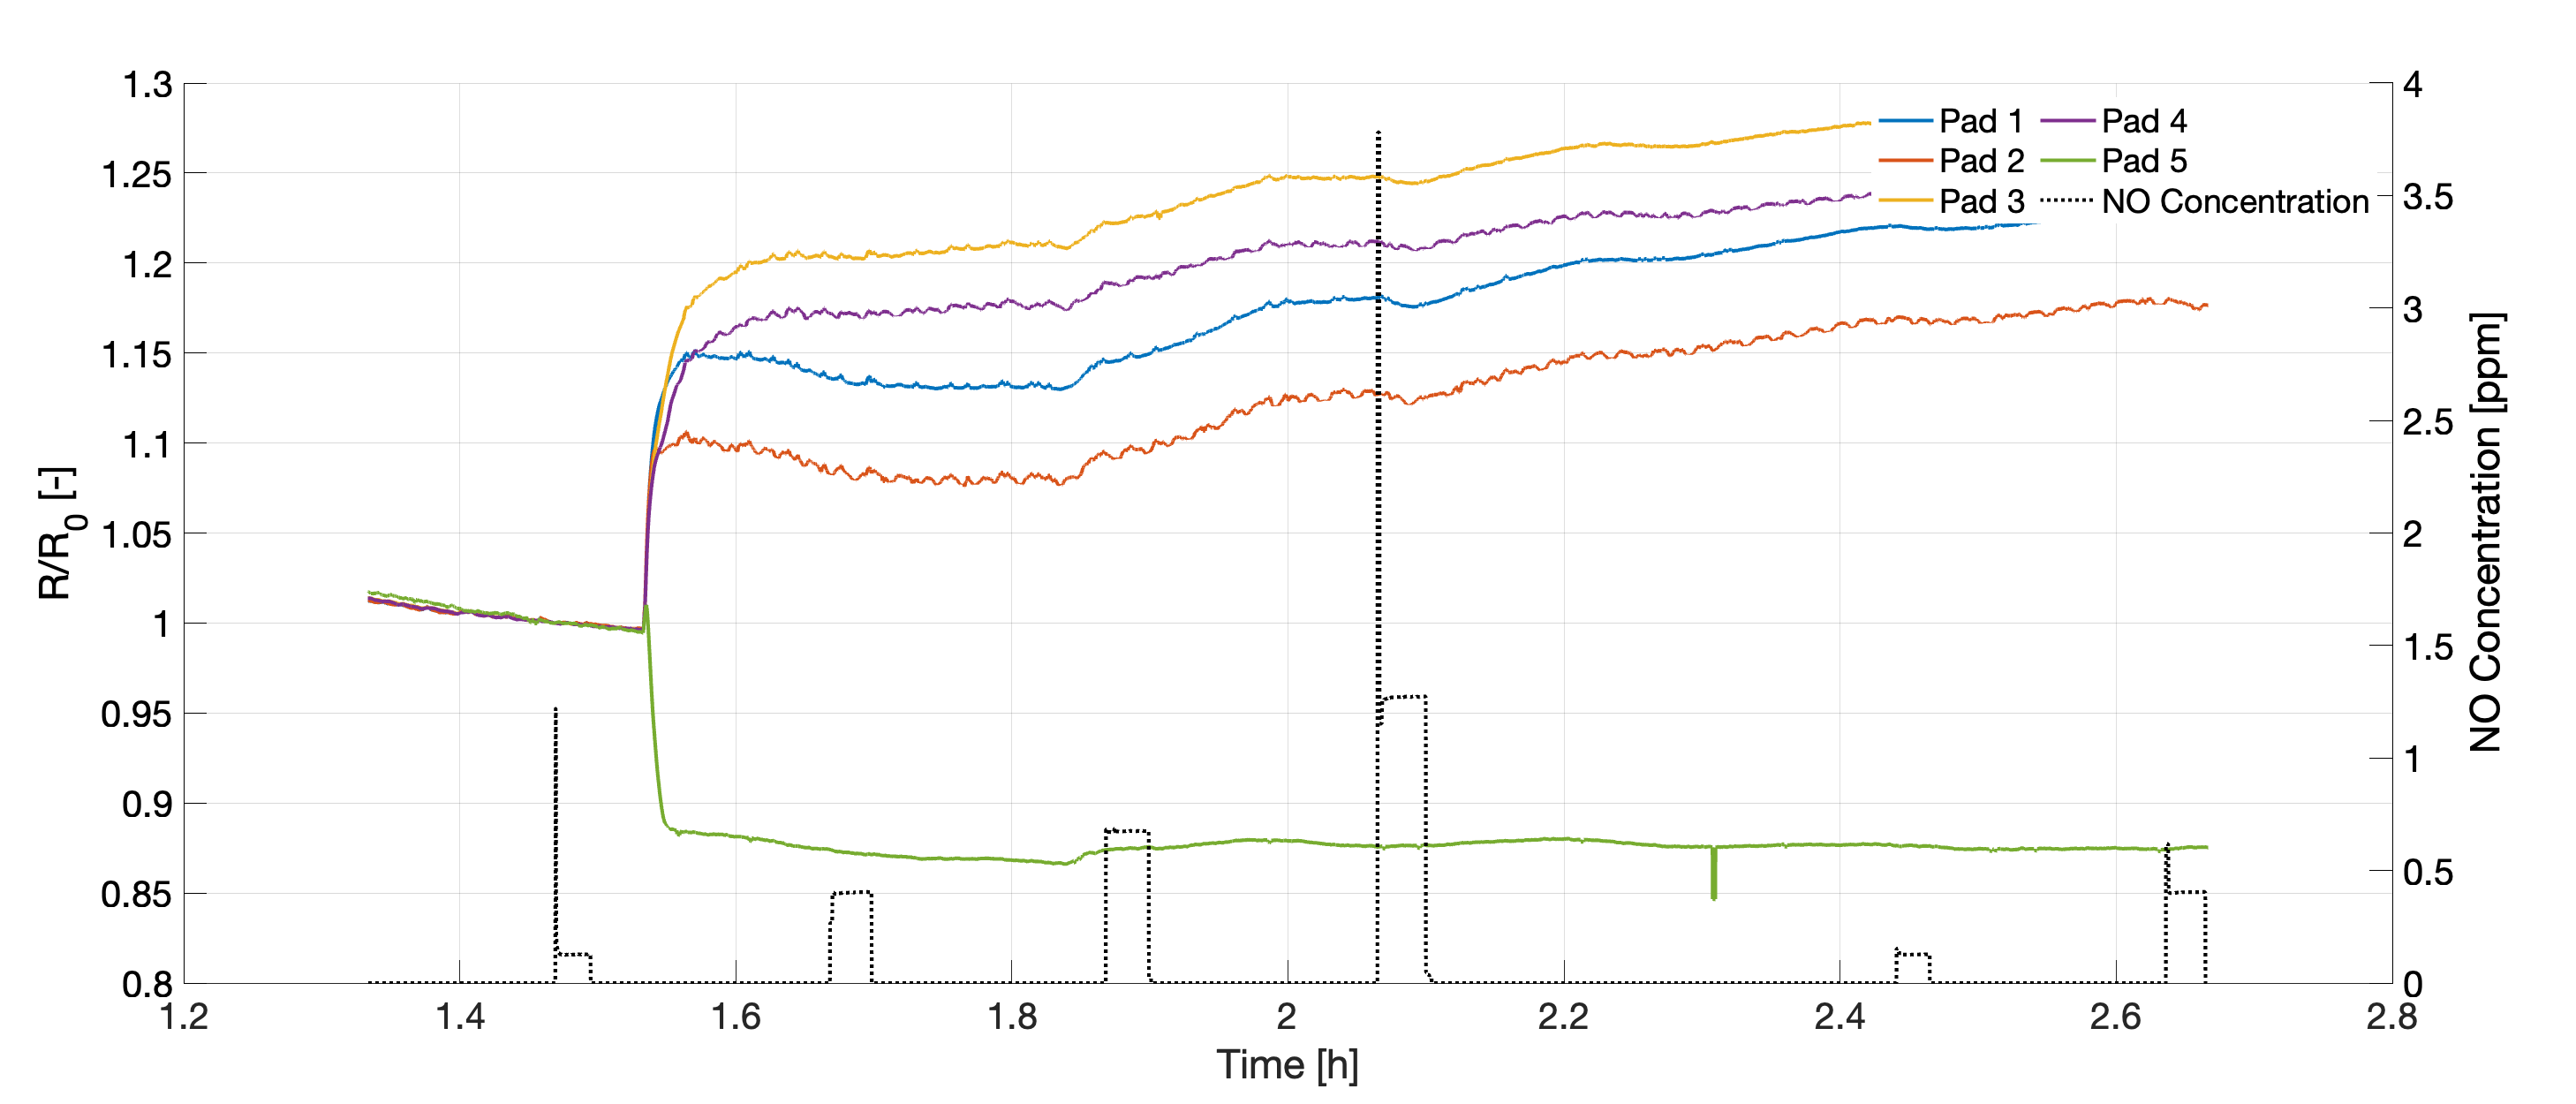 1.3
1.25
1.2
1.15
1.1
1.05
1
0.95
0.9
0.85
0.8
R/R0 [-]
4
3.5
3
2.5
2
1.5
1
0.5
0
NO Concentration [ppm]
Pad 1 Pad 4
Pad 2 Pad 5
Pad 3 NO Concentration
1.2 1.4 1.6 1.8 2 2.2 2.4 2.6 2.8
Time [h]